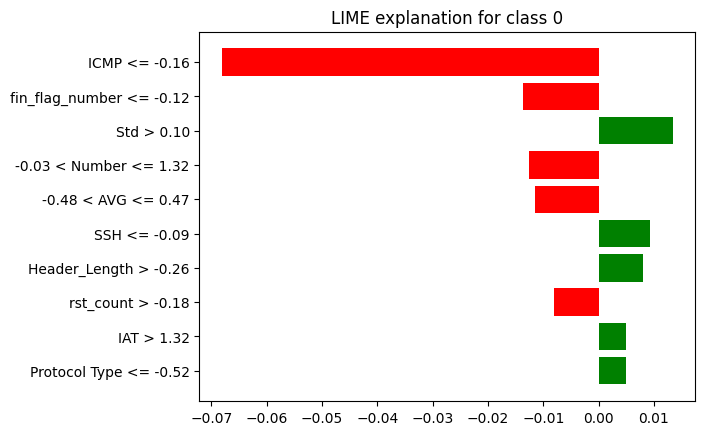 LIME explanation for class 0
ICMP <= -0.16
fin_flag_number <= -0.12
Std > 0.10
-0.03 < Number <= 1.32
-0.48 < AVG <= 0.47
SSH <= -0.09
Header_Length > -0.26
rst_count > -0.18
IAT > 1.32
Protocol Type <= -0.52
−0.07 −0.06 −0.05 −0.04 −0.03 −0.02 −0.01 0.00 0.01